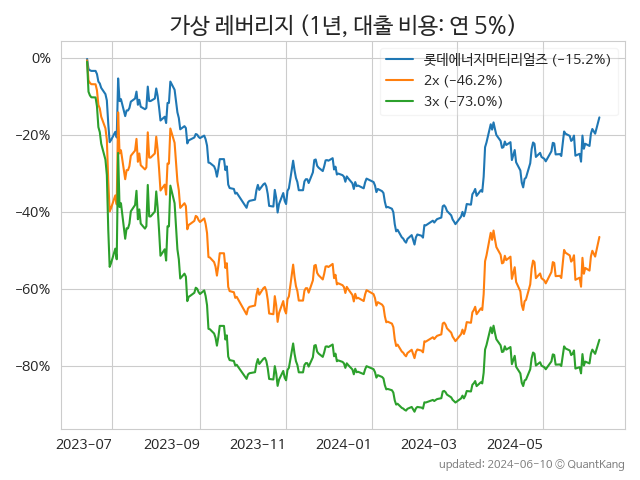 가상 레버리지 (1년, 대출 비용: 연 5%)
롯데에너지머티리얼즈 (−15.2%)
2x (−46.2%)
3x (−73.0%)
0%
−20%
−40%
−60%
−80%
2023-07 2023-09 2023-11 2024-01 2024-03 2024-05
updated: 2024-06-10 © QuantKang